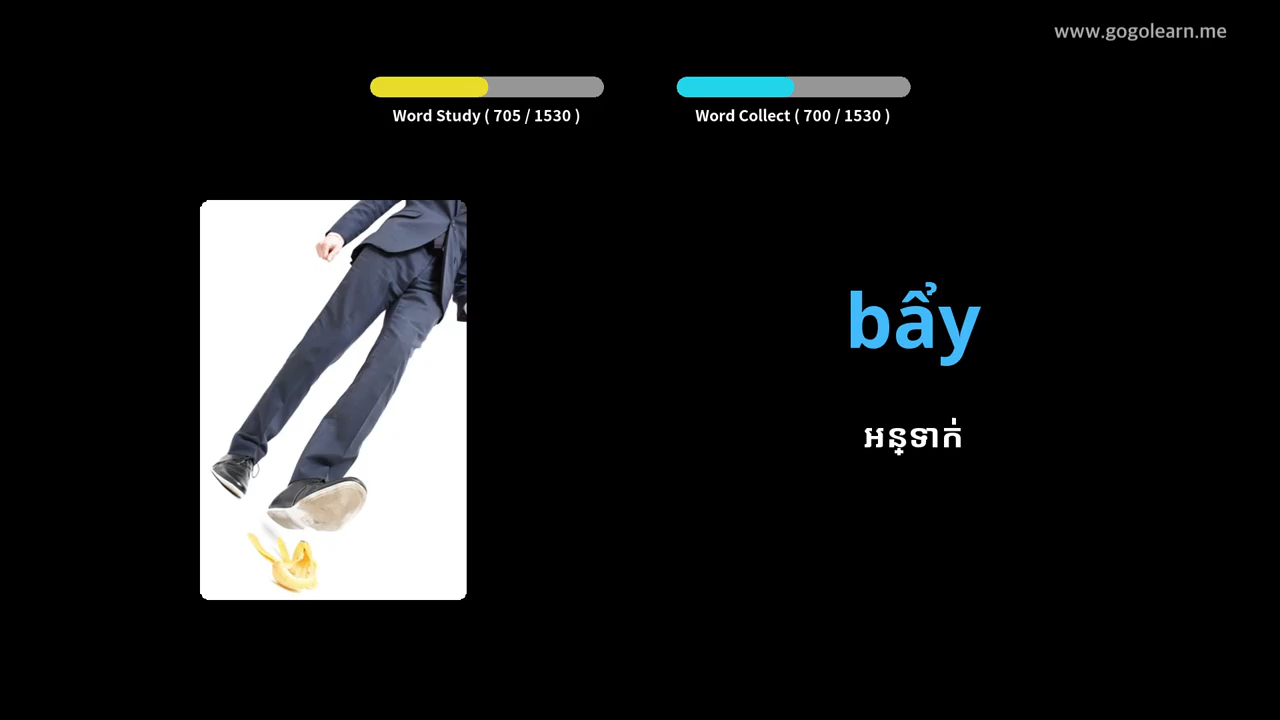 www.gogolearn.me
Word Study ( 705 / 1530 )
Word Collect ( 700 / 1530 )
bẩy
អន្ទាក់